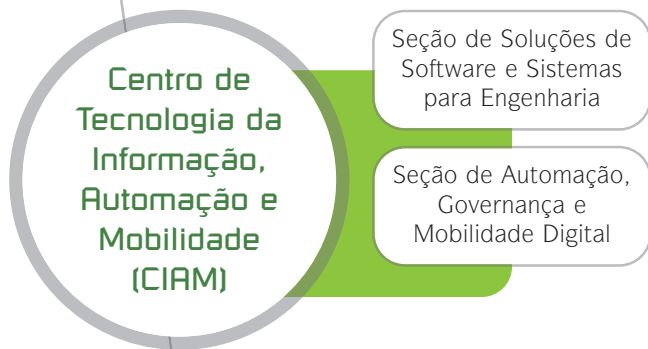 Centro de
Tecnologia da
Informação,
Automação e
Mobilidade
(CIAM)
Seção de Soluções de
Software e Sistemas
para Engenharia
Seção de Automação,
Governança e
Mobilidade Digital